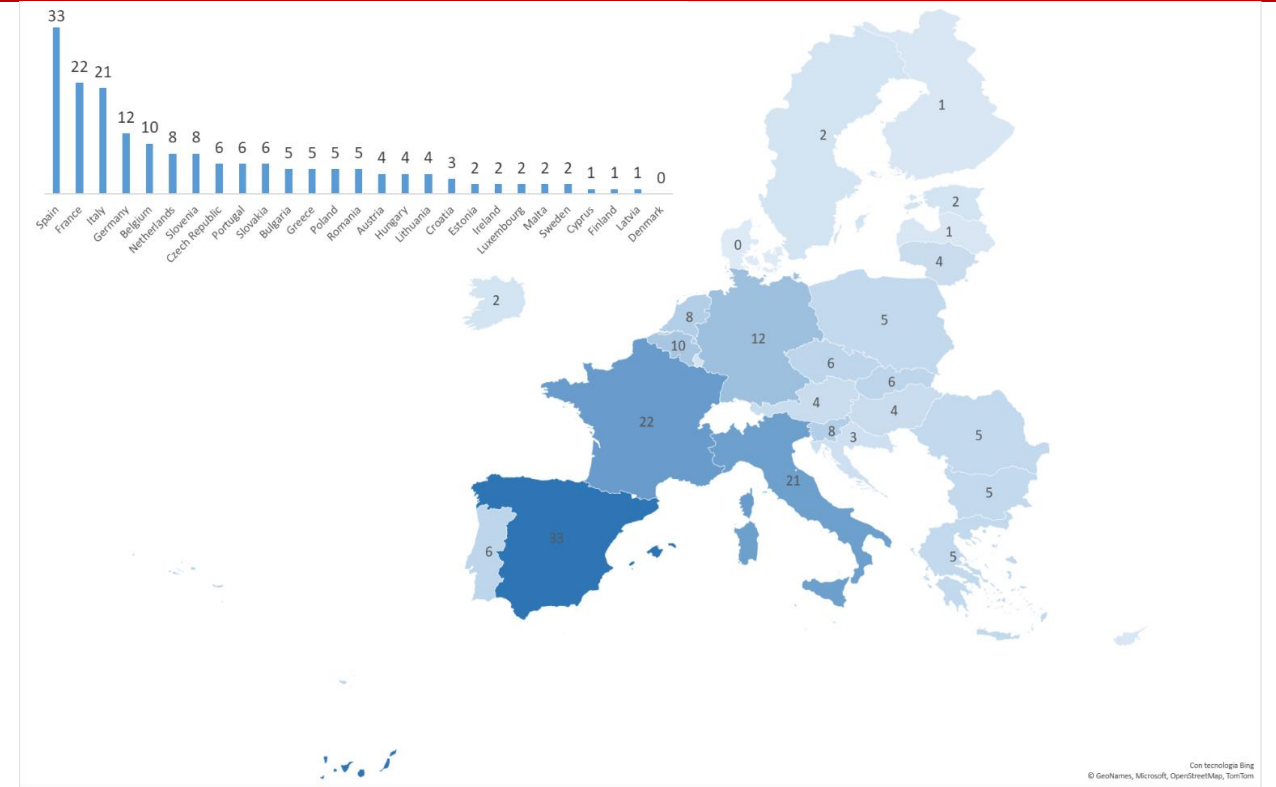 33
22
21
12
10
8
8
6
6
6
5
5
5
5
4
4
4
3
2
2
2
2
2
1
1
1
0
Spain
France
Italy
Germany
Belgium
Netherlands
Slovenia
Czech Republic
Portugal
Slovakia
Bulgaria
Greece
Poland
Romania
Austria
Hungary
Lithuania
Croatia
Estonia
Ireland
Luxembourg
Malta
Sweden
Cyprus
Finland
Latvia
Denmark
1
2
2
1
0
4
2
8
5
10
12
6
6
4
4
22
8
3
5
21
5
33
6
5
Con tecnologia Bing
© GeoNames, Microsoft, OpenStreetMap, TomTom